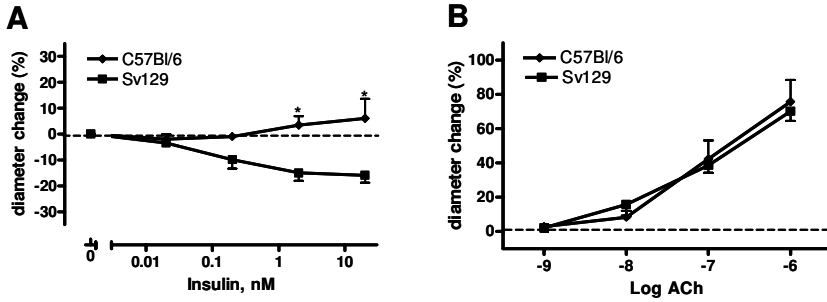 A
diameter change (%)
30
20
10
0
-10
-20
-30
C57Bl/6
Sv129
*
*
0
0.01
0.1
1
10
Insulin, nM
B
diameter change (%)
100
80
60
40
20
0
C57Bl/6
Sv129
-9
-8
-7
-6
Log ACh